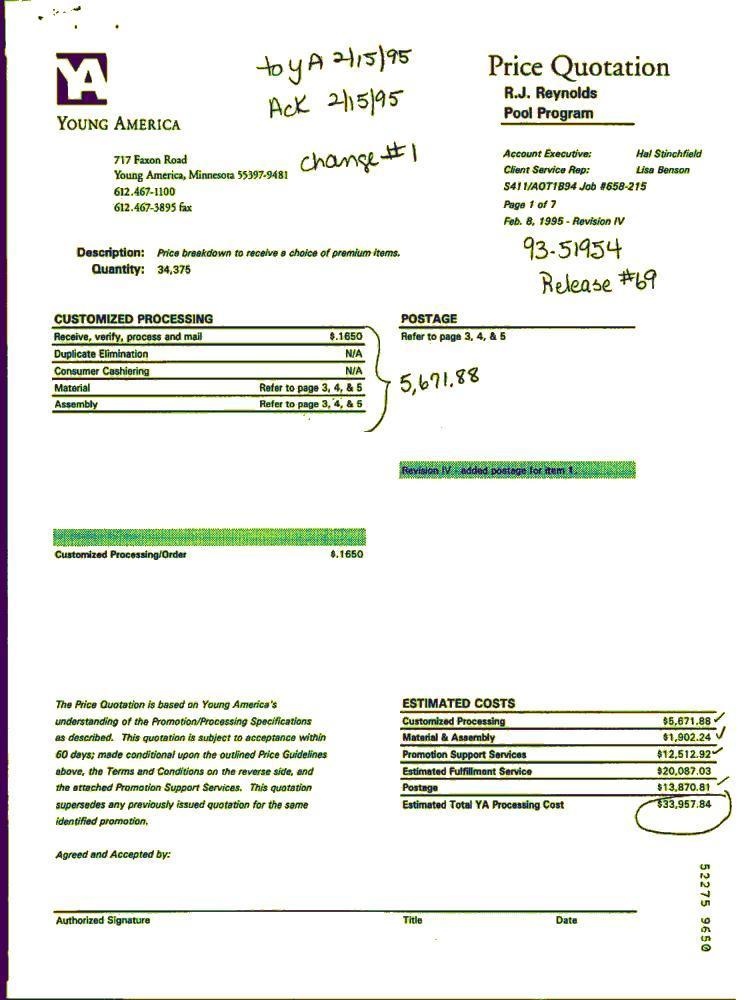 YA
YOUNG AMERICA
to YA 2/15/95
Ack 2/15/95
change #1
Price Quotation
R.J. Reynolds
Pool Program
717 Faxon Road
Young America, Minnesota 55397-9481
612.467-1100
612.467-3895 fax
Account Executive: Hal Stinchfield
Client Service Rep: Lisa Benson
S411/AOT1B94 Job #658-215
Page 1 of 7
Feb. 8, 1995 - Revision IV
93-51954
Release #69
Description: Price breakdown to receive a choice of premium items.
Quantity: 34,375
CUSTOMIZED PROCESSING
Receive, verify, process and mail $.1650
Duplicate Elimination N/A
Consumer Cashiering N/A
Material Refer to page 3, 4, & 5
Assembly Refer to page 3, 4, & 5
5,671.88
POSTAGE
Refer to page 3, 4, & 5
Revision IV - added postage for item 1.
Customized Processing/Order $.1650
The Price Quotation is based on Young America's
understanding of the Promotion/Processing Specifications
as described. This quotation is subject to acceptance within
60 days; made conditional upon the outlined Price Guidelines
above, the Terms and Conditions on the reverse side, and
the attached Promotion Support Services. This quotation
supersedes any previously issued quotation for the same
identified promotion.
ESTIMATED COSTS
Customized Processing $5,671.88
Material & Assembly $1,902.24
Promotion Support Services $12,512.92
Estimated Fulfillment Service $20,087.03
Postage $13,870.81
Estimated Total YA Processing Cost $33,957.84
Agreed and Accepted by:
Authorized Signature Title Date
52275 9650